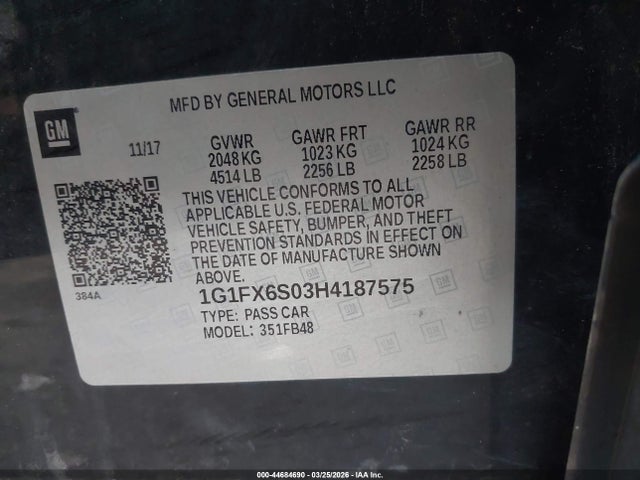 MFD BY GENERAL MOTORS LLC
GM
11/17
GVWR GAWR FRT GAWR RR
2048 KG 1023 KG 1024 KG
4514 LB 2256 LB 2258 LB
THIS VEHICLE CONFORMS TO ALL
APPLICABLE U.S. FEDERAL MOTOR
VEHICLE SAFETY, BUMPER, AND THEFT
PREVENTION STANDARDS IN EFFECT ON
THE DATE OF MANUFACTURE SHOWN
ABOVE.
384A
1G1FX6S03H4187575
TYPE: PASS CAR
MODEL: 351FB48
000-44684690 - 03/25/2026 - IAA Inc.